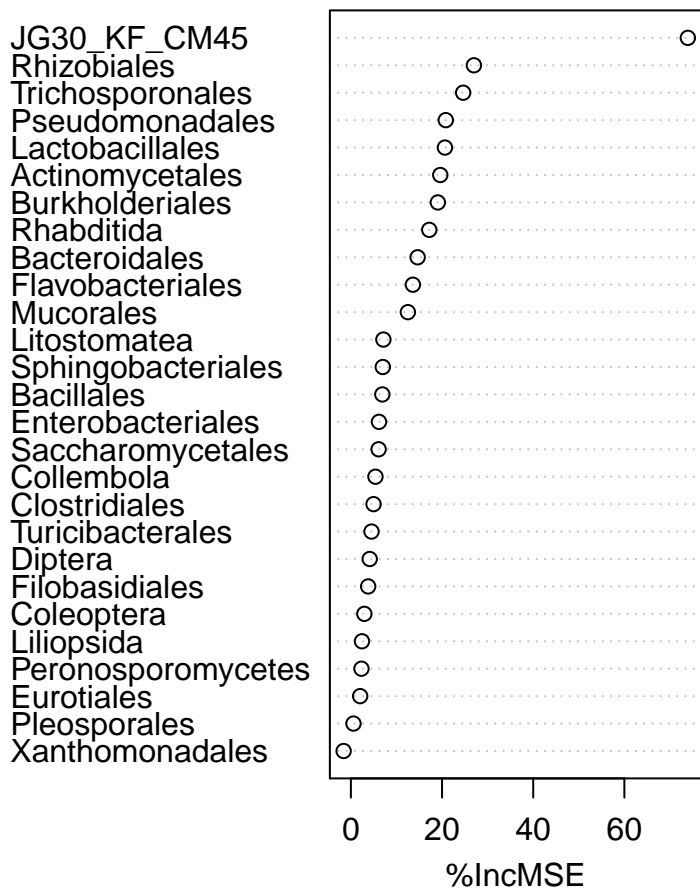 JG30_KF_CM45
Rhizobiales
Trichosporonales
Pseudomonadales
Lactobacillales
Actinomycetales
Burkholderiales
Rhabditida
Bacteroidales
Flavobacteriales
Mucorales
Litostomatea
Sphingobacteriales
Bacillales
Enterobacteriales
Saccharomycetales
Collembola
Clostridiales
Turicibacterales
Diptera
Filobasidiales
Coleoptera
Liliopsida
Peronosporomycetes
Eurotiales
Pleosporales
Xanthomonadales
0 20 40 60
%IncMSE